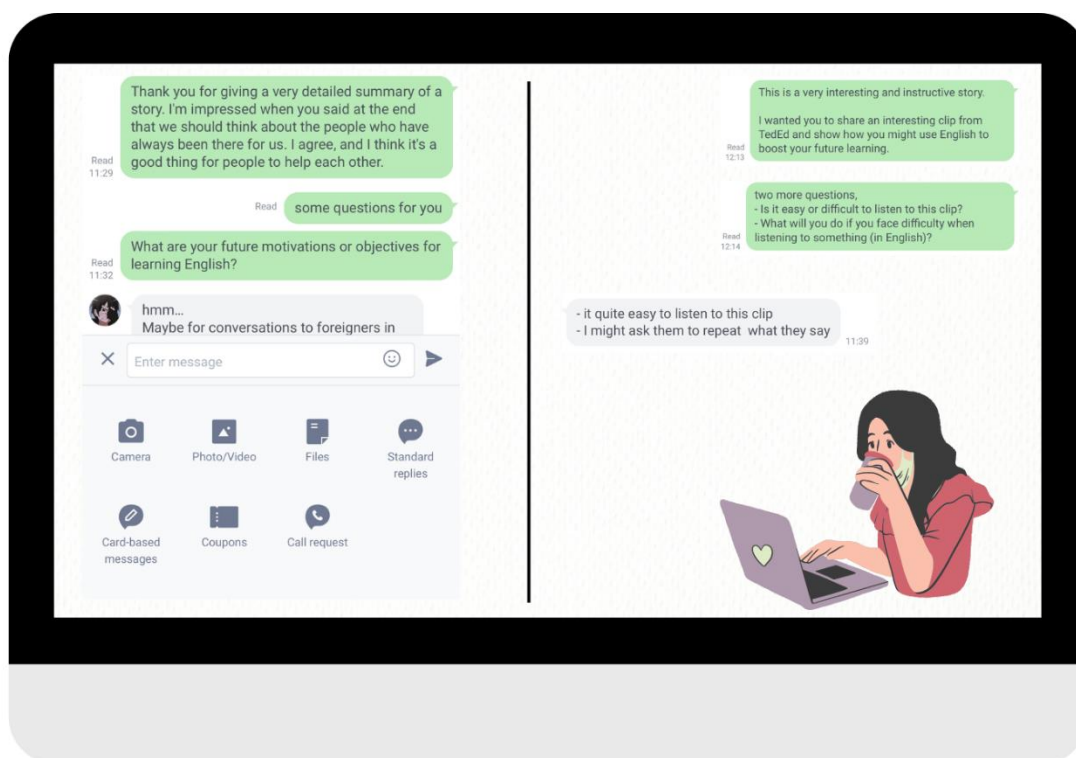 Thank you for giving a very detailed summary of a
story. I'm impressed when you said at the end
that we should think about the people who have
always been there for us. I agree, and I think it's a
good thing for people to help each other.
Read
11:29
Read
some questions for you
What are your future motivations or objectives for
learning English?
Read
11:32
hmm...
Maybe for conversations to foreigners in
Enter message
Camera
Photo/Video
Files
Standard
replies
Card-based
messages
Coupons
Call request
This is a very interesting and instructive story.
I wanted you to share an interesting clip from
TedEd and show how you might use English to
boost your future learning.
Read
12:13
two more questions,
- Is it easy or difficult to listen to this clip?
- What will you do if you face difficulty when
listening to something (in English)?
Read
12:14
- it quite easy to listen to this clip
- I might ask them to repeat what they say
11:39